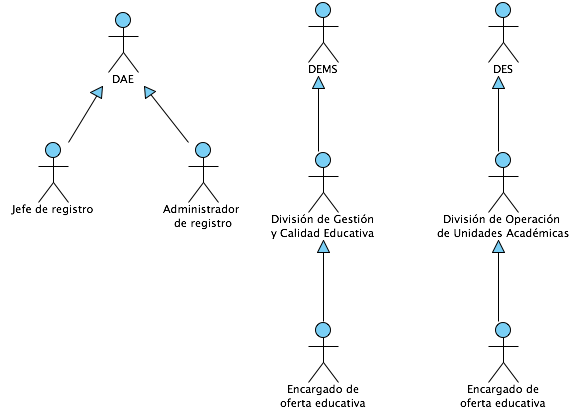 DAE
DEMS
DES
Jefe de registro
Administrador
de registro
División de Gestión
y Calidad Educativa
División de Operación
de Unidades Académicas
Encargado de
oferta educativa
Encargado de
oferta educativa